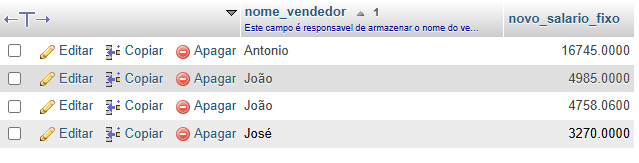 nome_vendedor 1 novo_salario_fixo
Este campo é responsavel de armazenar o nome do ve...
Editar Copiar Apagar Antonio 16745.0000
Editar Copiar Apagar João 4985.0000
Editar Copiar Apagar João 4758.0600
Editar Copiar Apagar José 3270.0000